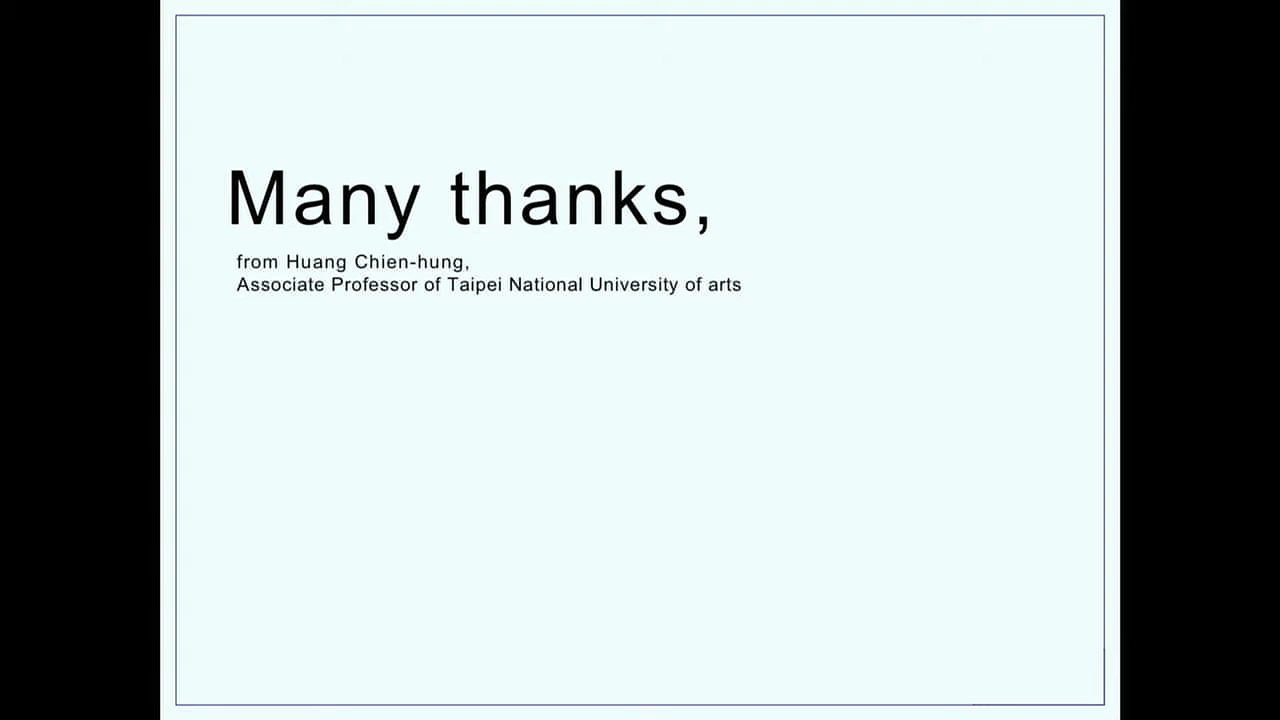 Many thanks,
from Huang Chien-hung,
Associate Professor of Taipei National University of arts